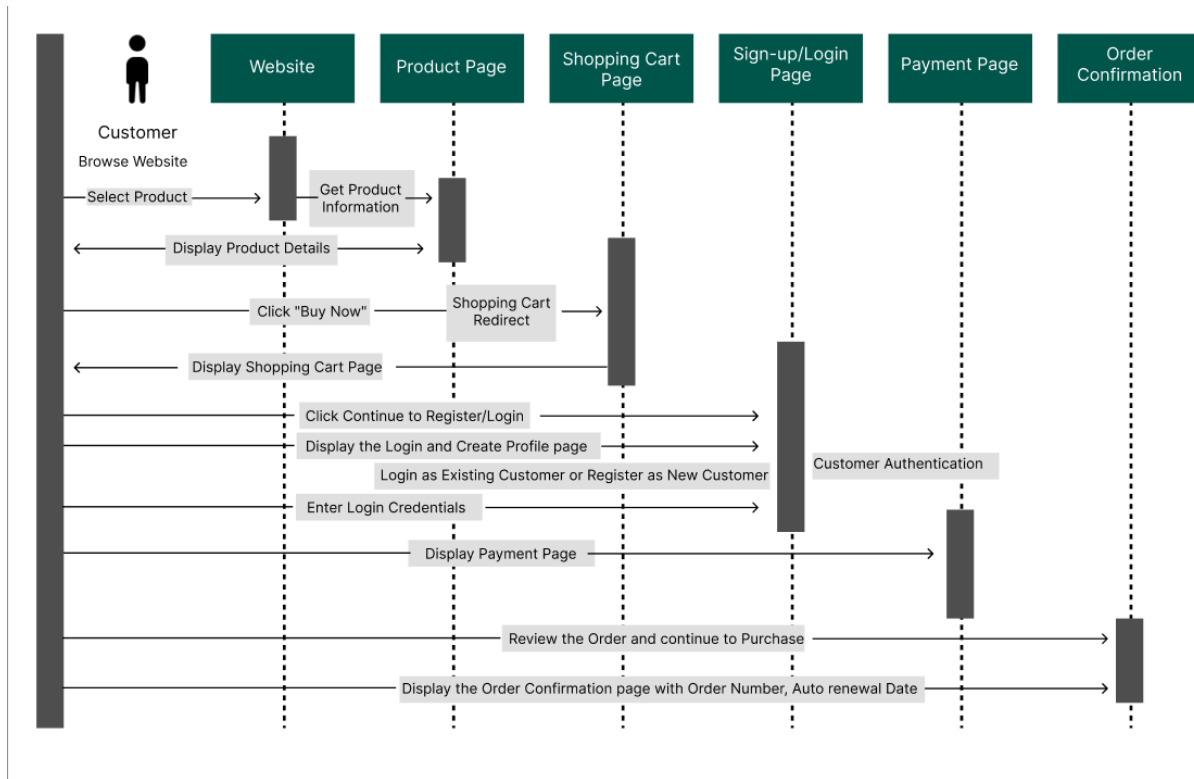 Website
Product Page
Shopping Cart
Page
Sign-up/Login
Page
Payment Page
Order
Confirmation
Customer
Browse Website
Select Product
Get Product
Information
Display Product Details
Click "Buy Now"
Shopping Cart
Redirect
Display Shopping Cart Page
Click Continue to Register/Login
Display the Login and Create Profile page
Login as Existing Customer or Register as New Customer
Customer Authentication
Enter Login Credentials
Display Payment Page
Review the Order and continue to Purchase
Display the Order Confirmation page with Order Number, Auto renewal Date